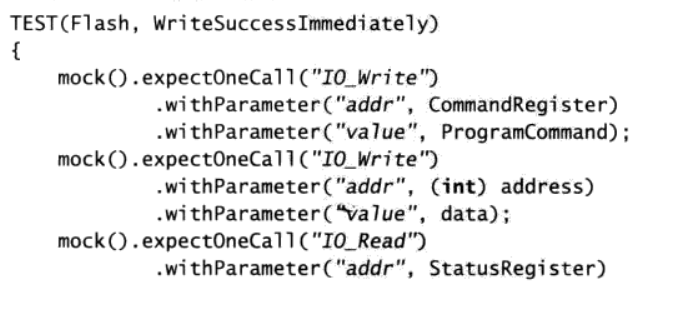 TEST(Flash, WriteSuccessImmediately)
{
    mock().expectOneCall("IO_Write")
            .withParameter("addr", CommandRegister)
            .withParameter("value", ProgramCommand);
    mock().expectOneCall("IO_Write")
            .withParameter("addr", (int) address)
            .withParameter("value", data);
    mock().expectOneCall("IO_Read")
            .withParameter("addr", StatusRegister)